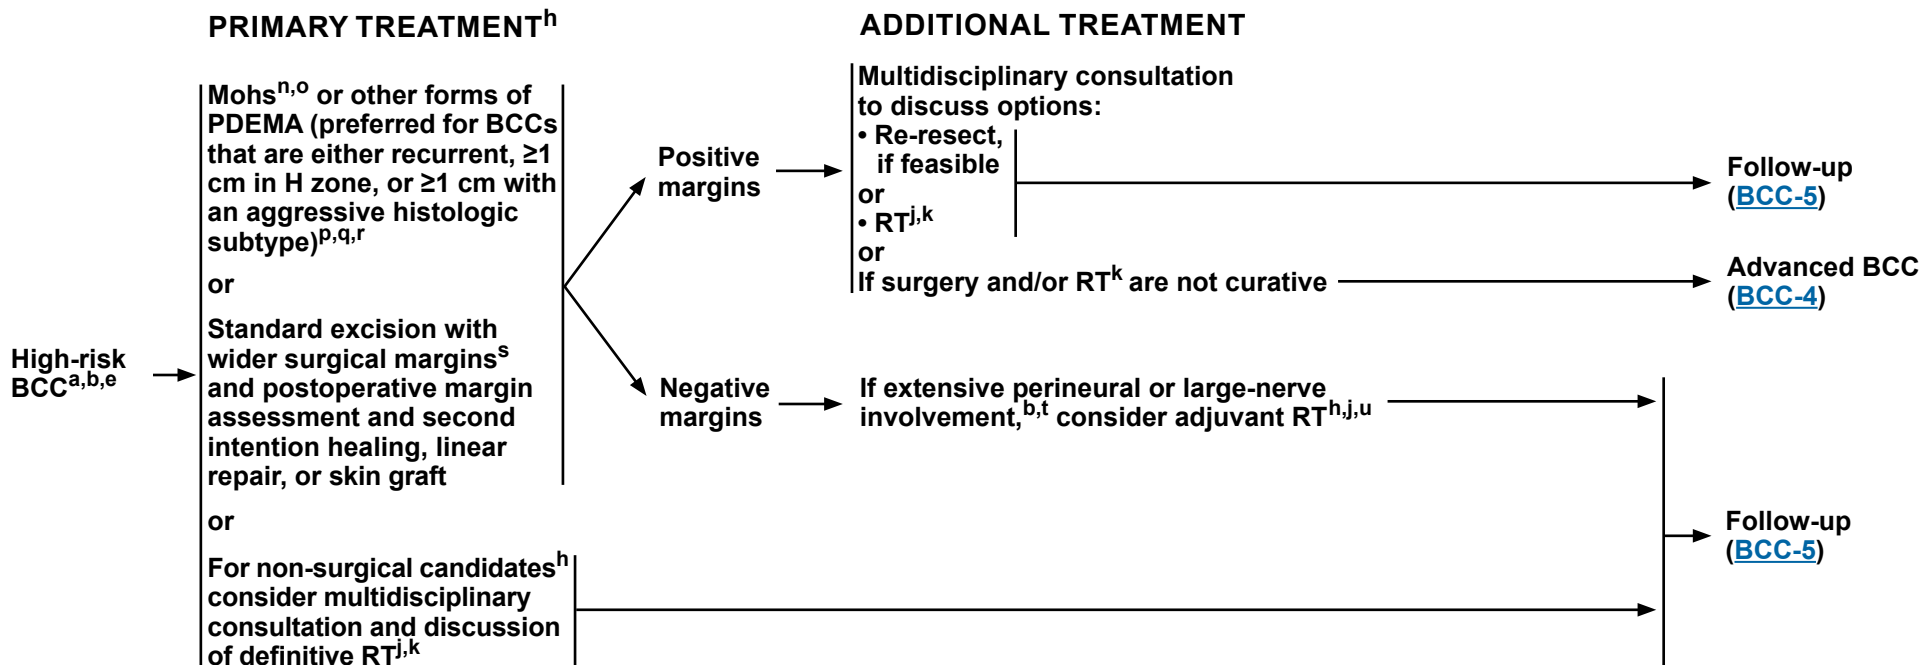 PRIMARY TREATMENTh
ADDITIONAL TREATMENT
High-risk
BCCa,b,e
Mohsn,o or other forms of
PDEMA (preferred for BCCs
that are either recurrent, ≥1
cm in H zone, or ≥1 cm with
an aggressive histologic
subtype)p,q,r
or
Standard excision with
wider surgical marginss
and postoperative margin
assessment and second
intention healing, linear
repair, or skin graft
or
For non-surgical candidatesh
consider multidisciplinary
consultation and discussion
of definitive RTj,k
Positive
margins
Multidisciplinary consultation
to discuss options:
• Re-resect,
if feasible
or
• RTj,k
or
If surgery and/or RTk are not curative
Follow-up
(BCC-5)
Advanced BCC
(BCC-4)
Negative
margins
If extensive perineural or large-nerve
involvement,b,t consider adjuvant RTh,j,u
Follow-up
(BCC-5)